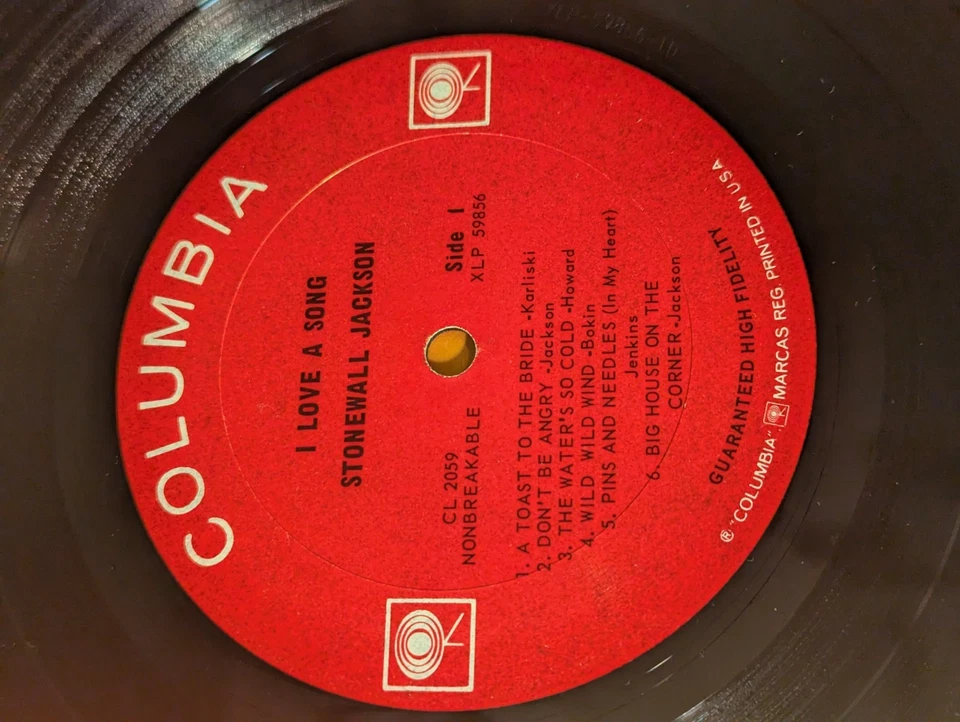 COLUMBIA
I LOVE A SONG
STONEWALL JACKSON
CL 2059
NONBREAKABLE
Side 1
XLP 59856
1. A TOAST TO THE BRIDE -Karliski
2. DON'T BE ANGRY -Jackson
3. THE WATER'S SO COLD -Howard
4. WILD WILD WIND -Bakin
5. PINS AND NEEDLES (In My Heart)
Jenkins
6. BIG HOUSE ON THE
CORNER -Jackson
GUARANTEED HIGH FIDELITY
® "COLUMBIA" MARCAS REG. PRINTED IN U S A